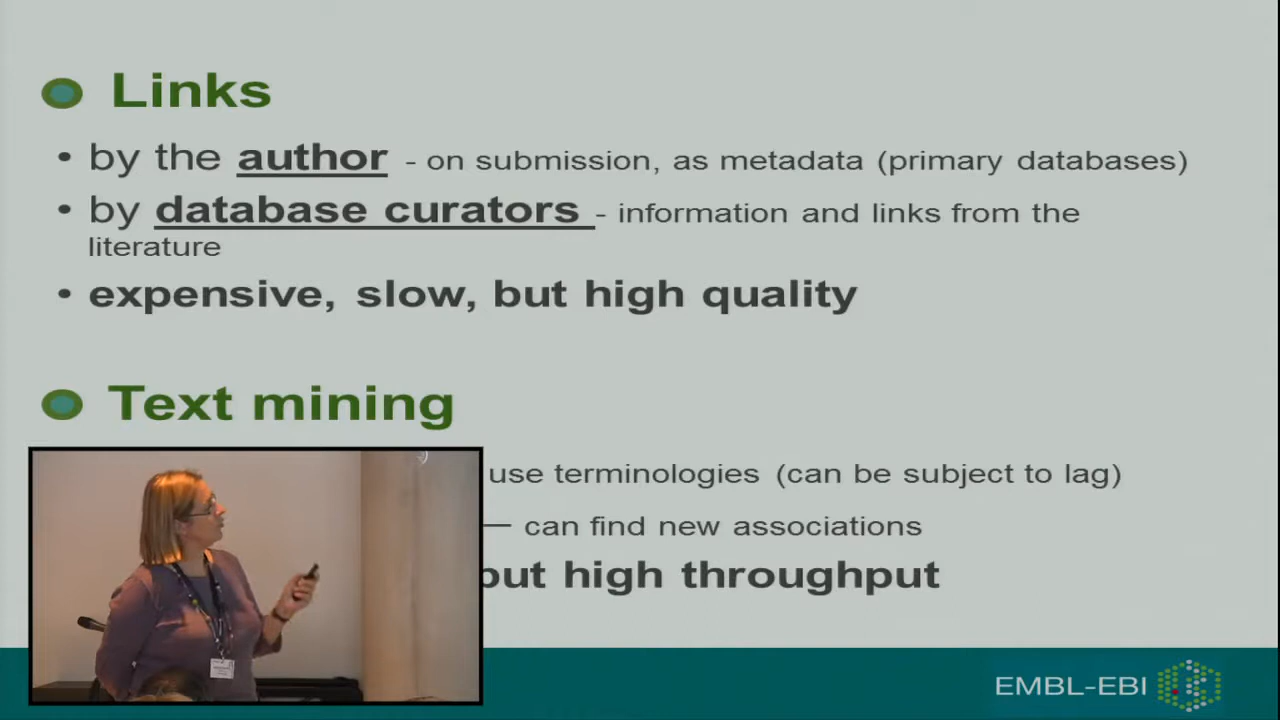 Links
• by the author - on submission, as metadata (primary databases)
• by database curators - information and links from the
literature
• expensive, slow, but high quality
Text mining
use terminologies (can be subject to lag)
— can find new associations
but high throughput
EMBL-EBI